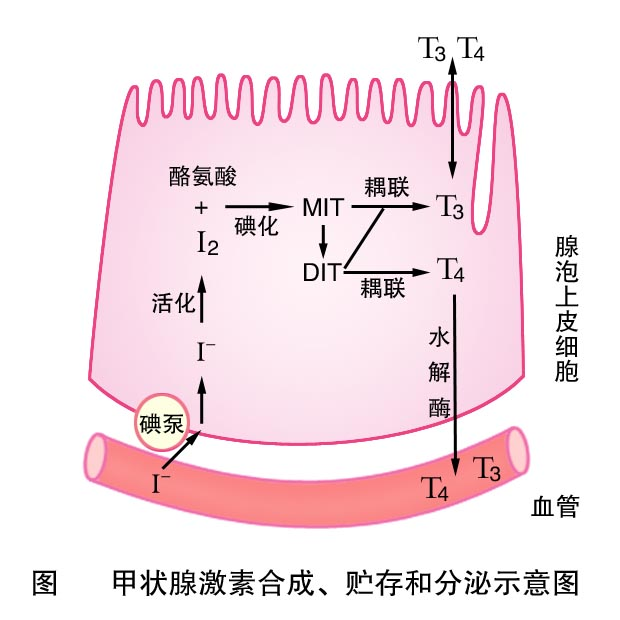 T3 T4
酪氨酸
+
I2
碘化
MIT
耦联
T3
DIT
耦联
T4
活化
I⁻
碘泵
I⁻
水解酶
腺泡上皮细胞
T4
T3
血管
图 甲状腺激素合成、贮存和分泌示意图